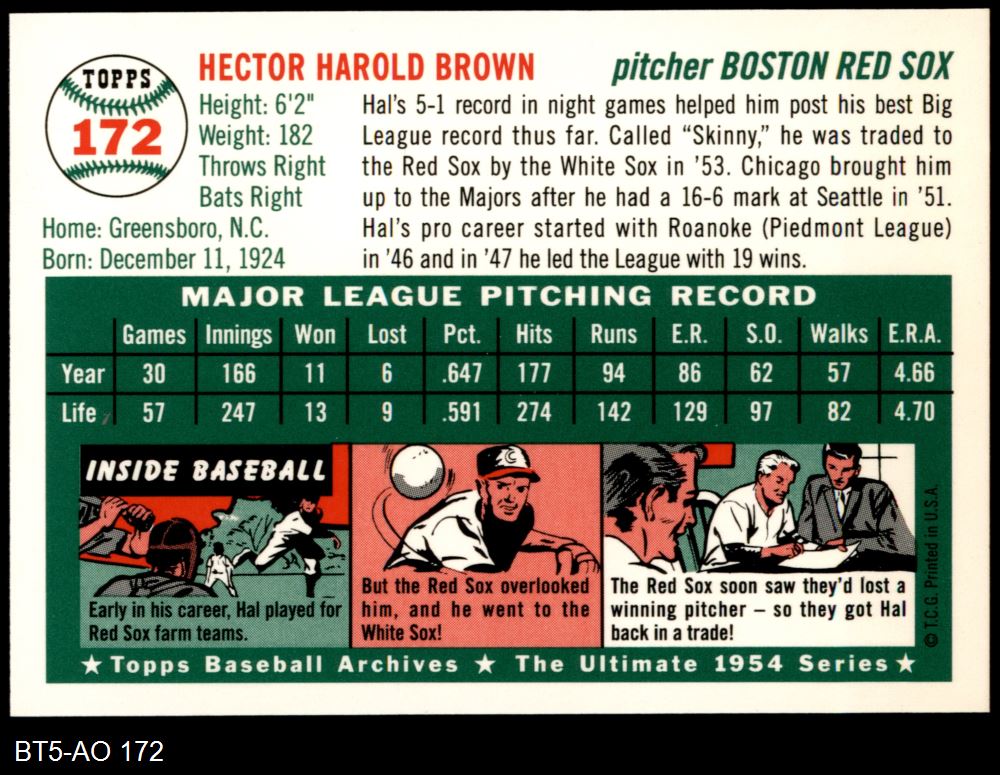 TOPPS
172
HECTOR HAROLD BROWN
pitcher BOSTON RED SOX
Height: 6'2"
Weight: 182
Throws Right
Bats Right
Home: Greensboro, N.C.
Born: December 11, 1924
Hal's 5-1 record in night games helped him post his best Big
League record thus far. Called “Skinny,” he was traded to
the Red Sox by the White Sox in ’53. Chicago brought him
up to the Majors after he had a 16-6 mark at Seattle in ’51.
Hal's pro career started with Roanoke (Piedmont League)
in ’46 and in ’47 he led the League with 19 wins.
MAJOR LEAGUE PITCHING RECORD
Games Innings Won Lost Pct. Hits Runs E.R. S.O. Walks E.R.A.
Year 30 166 11 6 .647 177 94 86 62 57 4.66
Life 57 247 13 9 .591 274 142 129 97 82 4.70
INSIDE BASEBALL
Early in his career, Hal played for
Red Sox farm teams.
C
But the Red Sox overlooked
him, and he went to the
White Sox!
The Red Sox soon saw they'd lost a
winning pitcher – so they got Hal
back in a trade!
© T.C.G. Printed in U.S.A.
★ Topps Baseball Archives ★ The Ultimate 1954 Series ★
BT5-AO 172